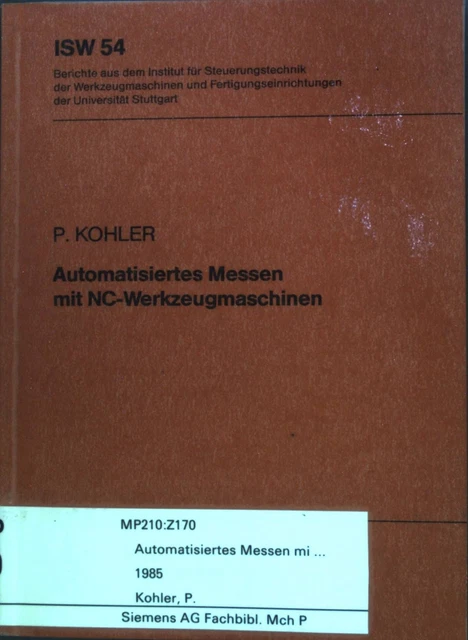 ISW 54
Berichte aus dem Institut für Steuerungstechnik
der Werkzeugmaschinen und Fertigungseinrichtungen
der Universität Stuttgart
P. KOHLER
Automatisiertes Messen
mit NC-Werkzeugmaschinen
MP210:Z170
Automatisiertes Messen mi ...
1985
Kohler, P.
Siemens AG Fachbibl. Mch P